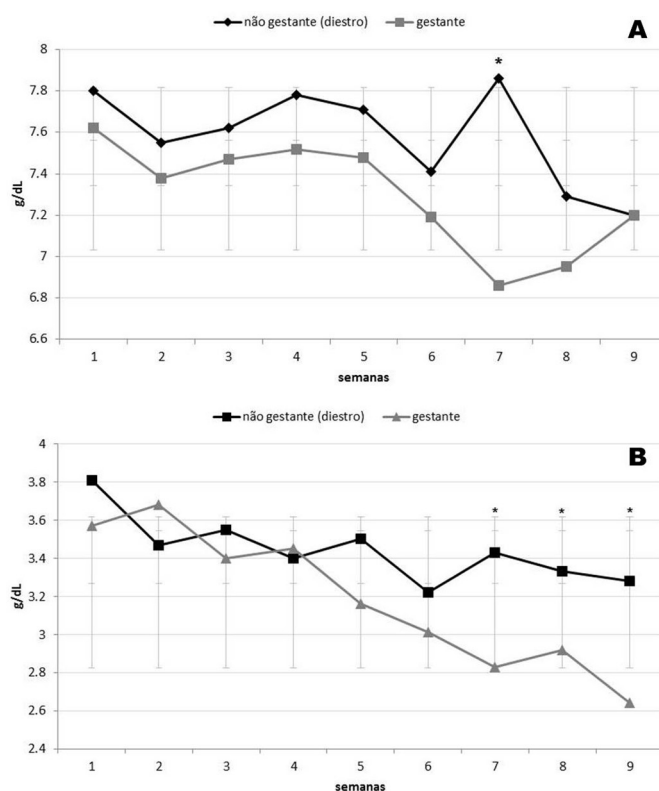 não gestante (diestro) gestante
A
8
*
7.8
7.6
7.4
g/dL
7.2
7
6.8
6.6
1 2 3 4 5 6 7 8 9
semanas
não gestante (diestro) gestante
B
4
3.8
3.6
* * *
3.4
g/dL
3.2
3
2.8
2.6
2.4
1 2 3 4 5 6 7 8 9
semanas